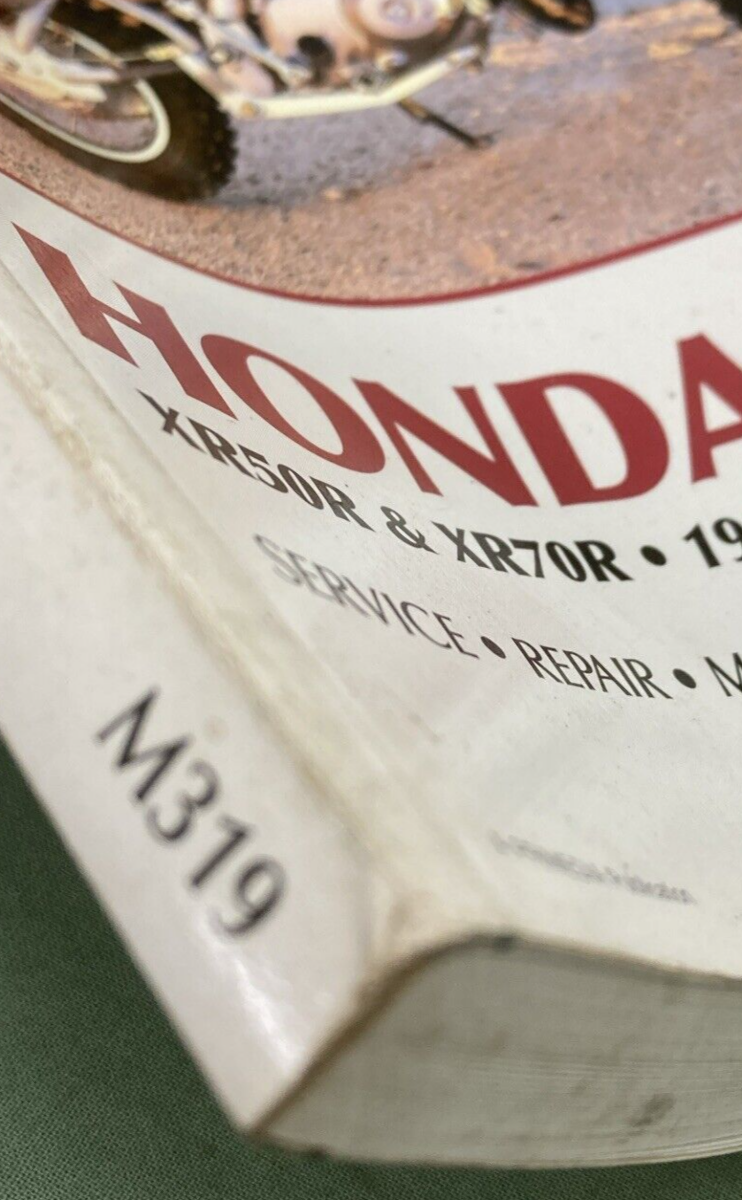 HONDA
XR50R & XR70R • 19
SERVICE • REPAIR • M
M319